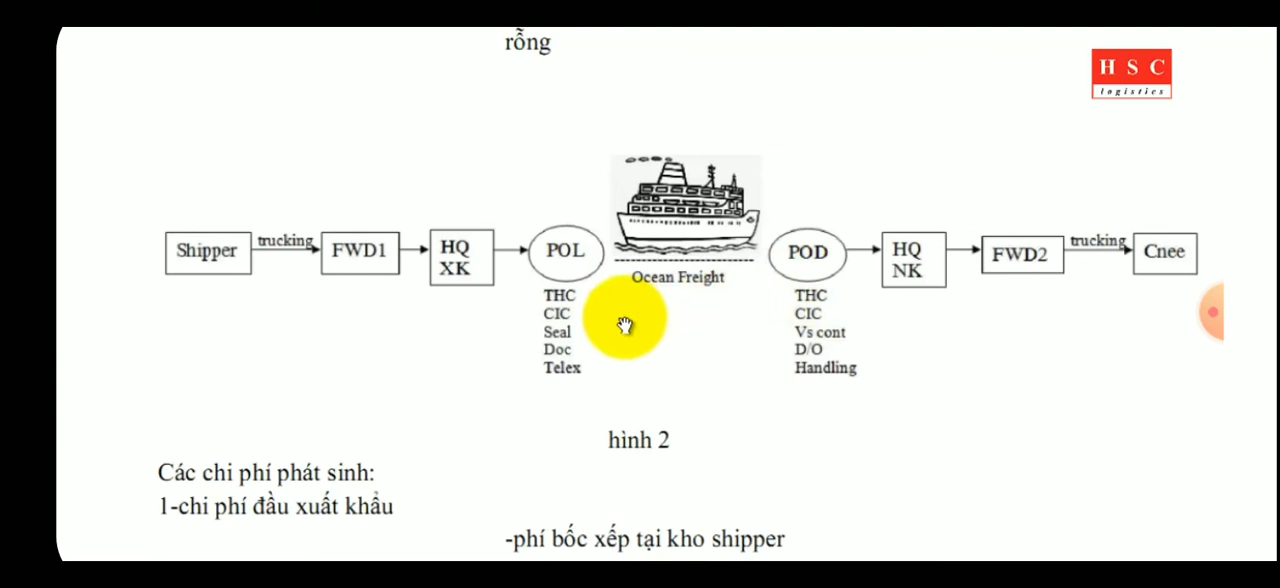 rỗng
H S C
logistics
Shipper
trucking
FWD1
HQ
XK
POL
Ocean Freight
POD
HQ
NK
FWD2
trucking
Cnee
THC
CIC
Seal
Doc
Telex
THC
CIC
Vs cont
D/O
Handling
hình 2
Các chi phí phát sinh:
1-chi phí đầu xuất khẩu
-phí bốc xếp tại kho shipper